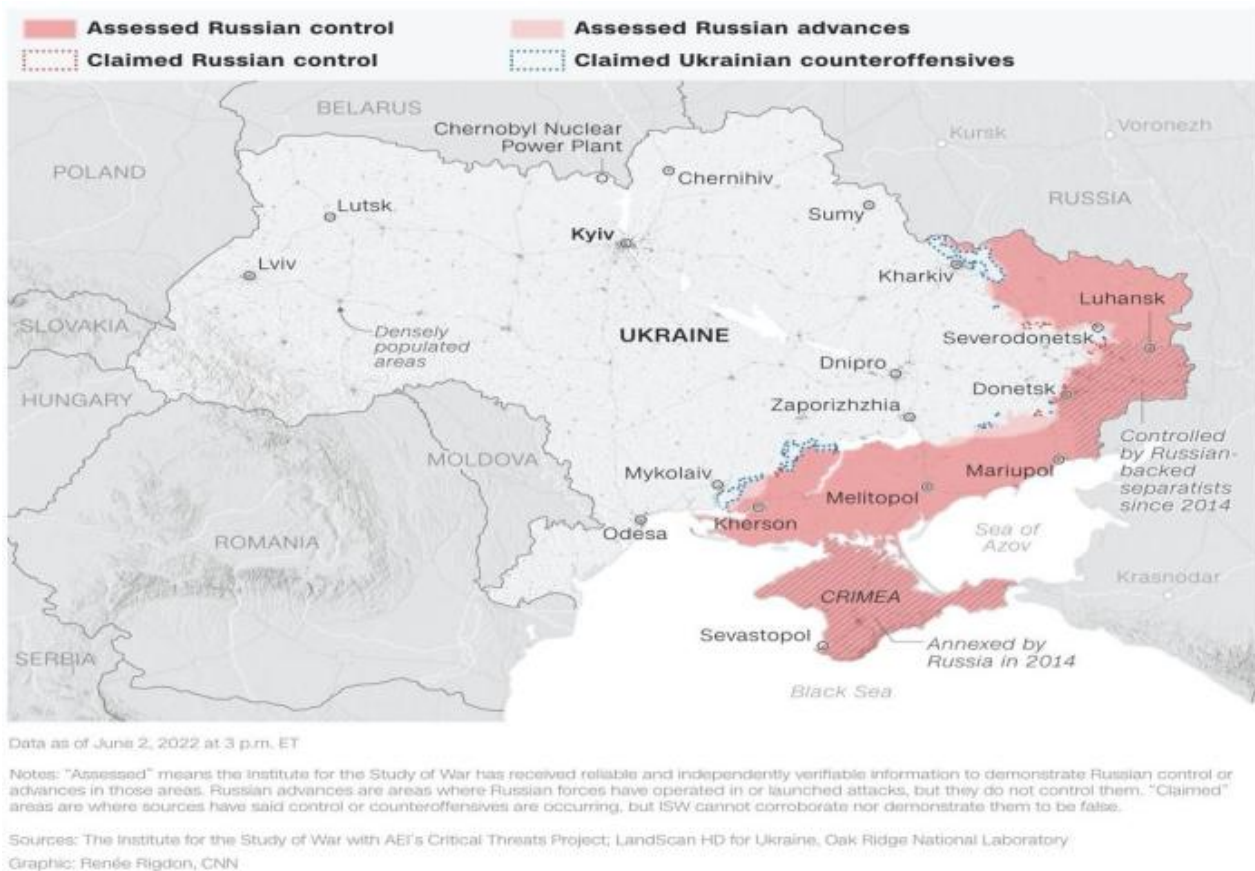 Assessed Russian control
Assessed Russian advances
Claimed Russian control
Claimed Ukrainian counteroffensives
BELARUS
Chernobyl Nuclear
Power Plant
Kursk
Voronezh
POLAND
Chernihiv
Lutsk
Sumy
RUSSIA
Kyiv
Lviv
Kharkiv
Luhansk
SLOVAKIA
Densely
populated
areas
UKRAINE
Severodonetsk
Dnipro
HUNGARY
Donetsk
Zaporizhzhia
Controlled
by Russian-
backed
separatists
since 2014
MOLDOVA
Mykolaiv
Mariupol
Melitopol
Kherson
Odesa
Sea of
Azov
ROMANIA
Krasnodar
CRIMEA
Sevastopol
Annexed by
Russia in 2014
SERBIA
Black Sea
Data as of June 2, 2022 at 3 p.m. ET
Notes: "Assessed" means the Institute for the Study of War has received reliable and independently verifiable information to demonstrate Russian control or
advances in those areas. Russian advances are areas where Russian forces have operated in or launched attacks, but they do not control them. "Claimed"
areas are where sources have said control or counteroffensives are occurring, but ISW cannot corroborate nor demonstrate them to be false.
Sources: The Institute for the Study of War with AEI's Critical Threats Project; LandScan HD for Ukraine, Oak Ridge National Laboratory
Graphic: Renée Rigdon, CNN